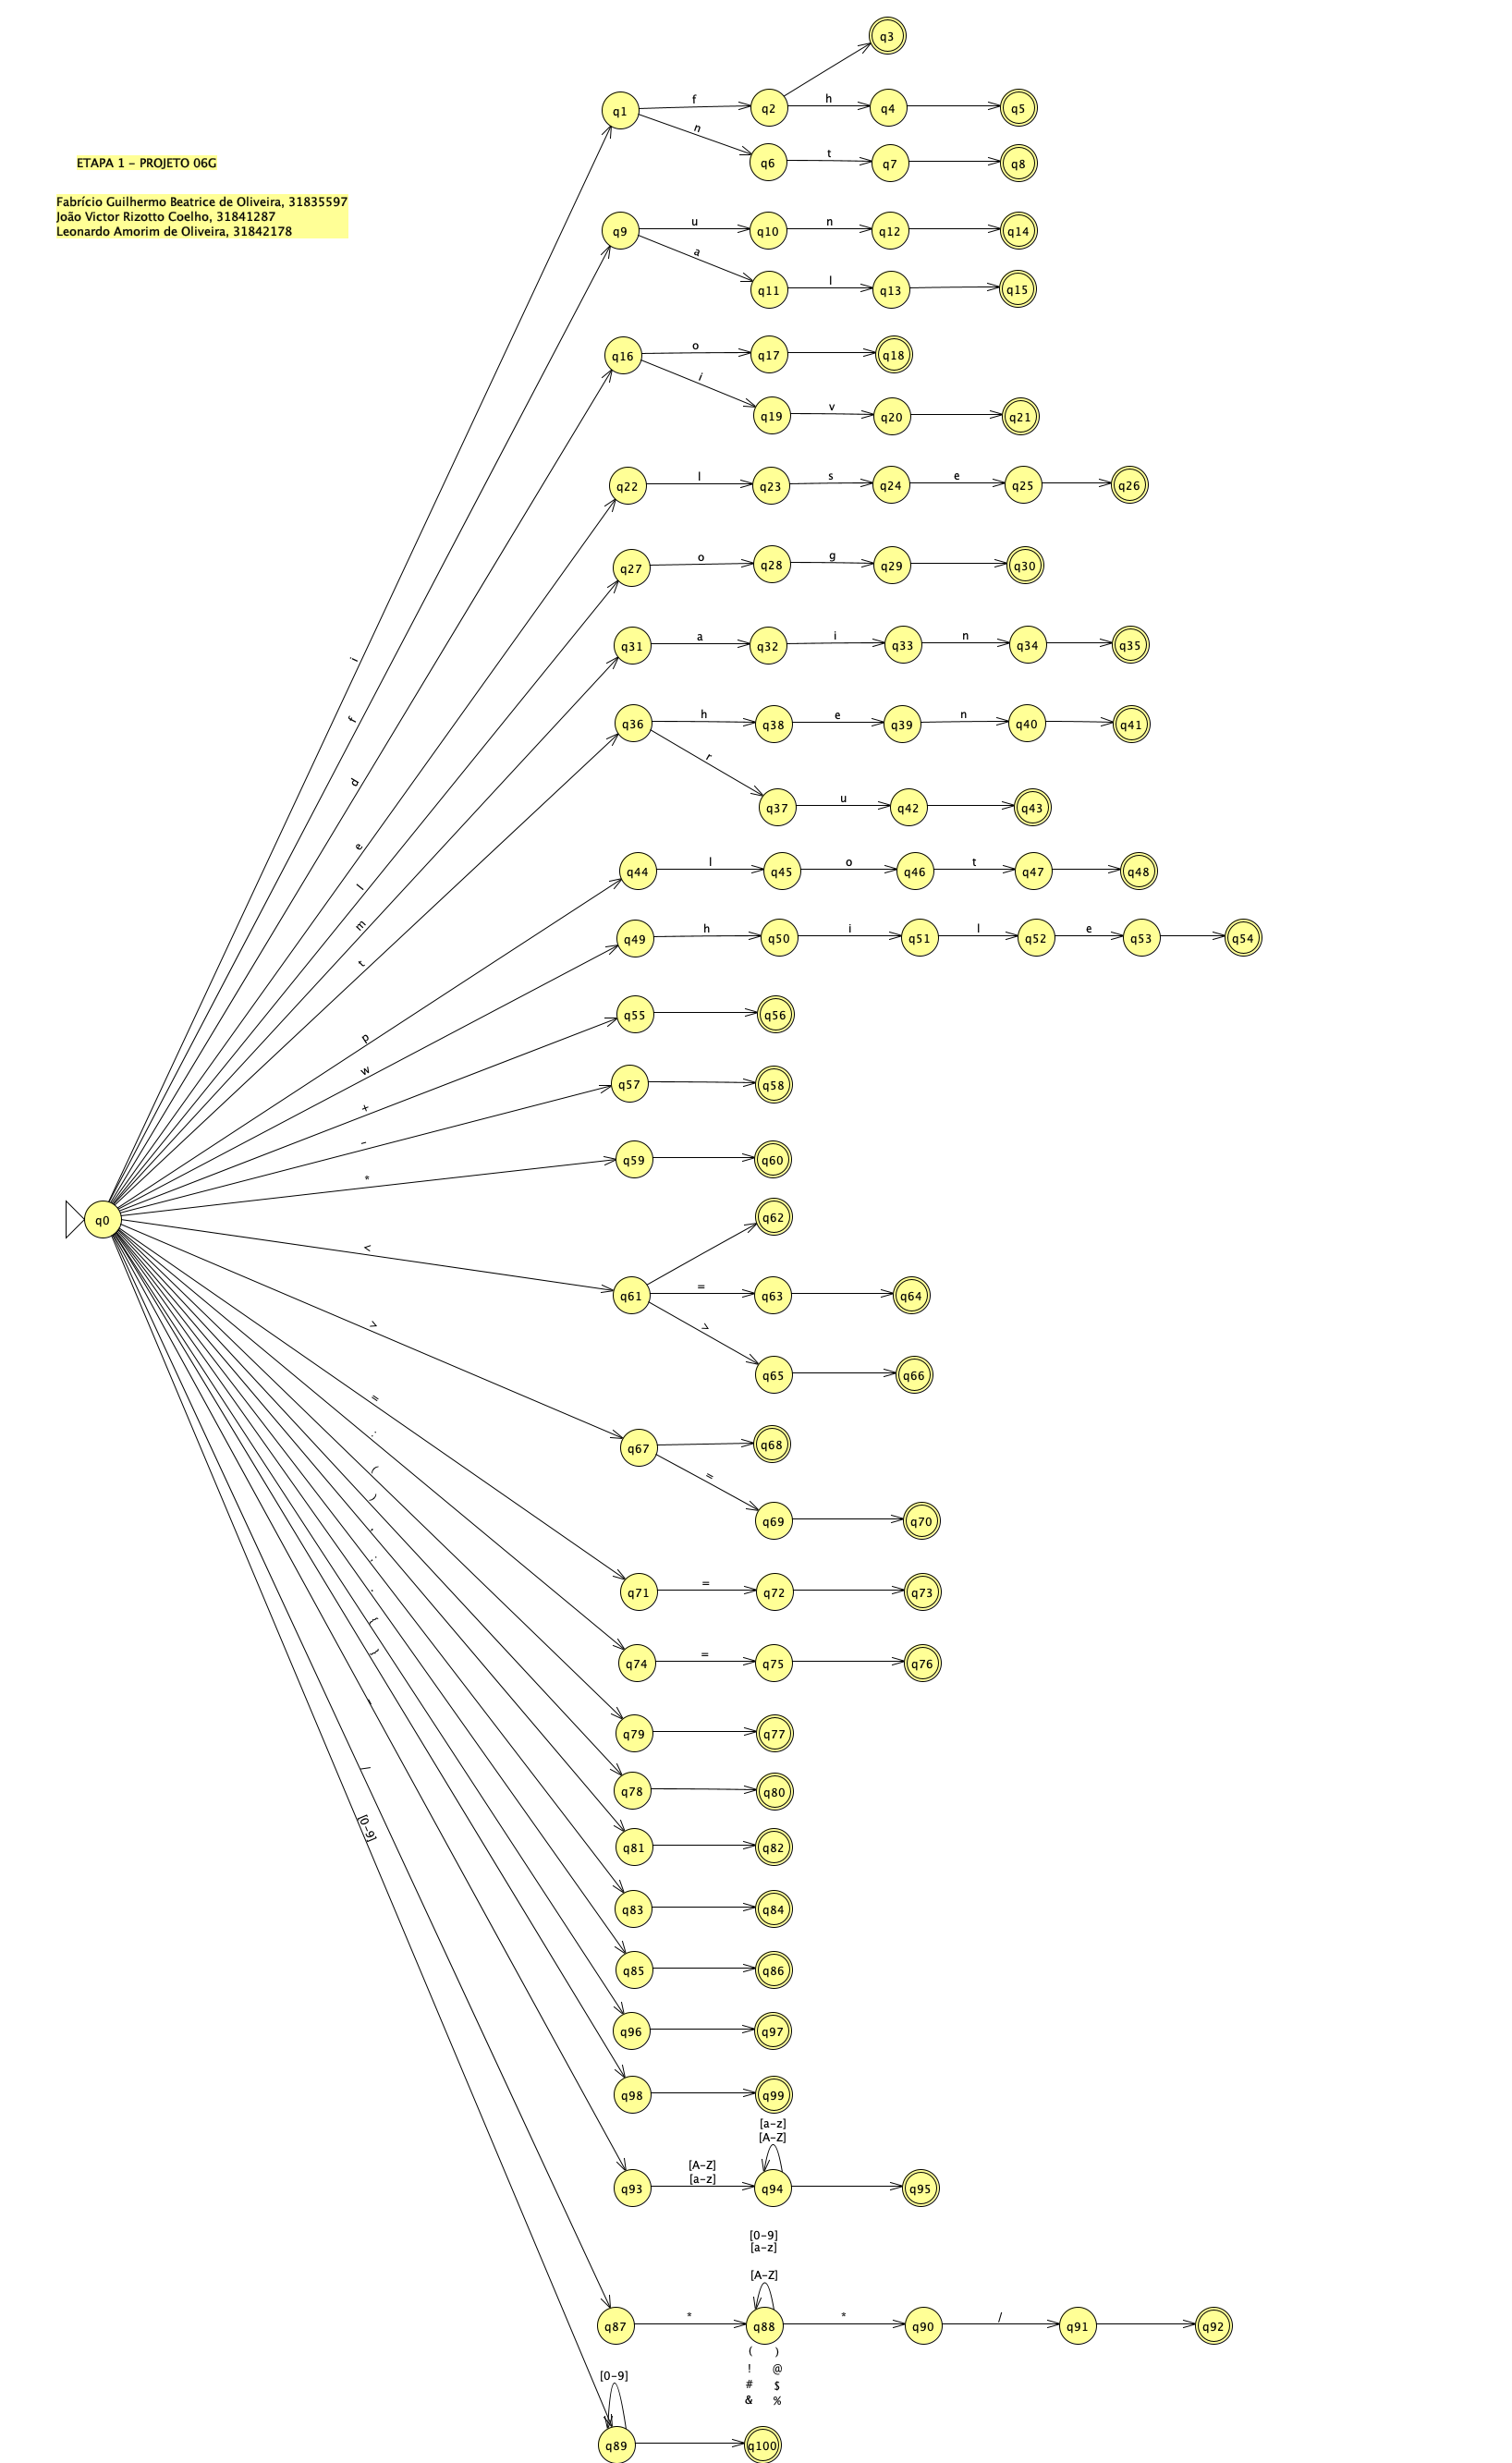 q3
q1 f q2 h q4 q5
n q6 t q7 q8
ETAPA 1 - PROJETO 06G
Fabrício Guilhermo Beatrice de Oliveira, 31835597
João Victor Rizotto Coelho, 31841287
Leonardo Amorim de Oliveira, 31842178
q9 u q10 n q12 q14
a q11 l q13 q15
q16 o q17 q18
i q19 v q20 q21
q22 l q23 s q24 e q25 q26
q27 o q28 g q29 q30
q31 a q32 i q33 n q34 q35
i
q36 h q38 e q39 n q40 q41
f
r
d
q37 u q42 q43
e
q44 l q45 o q46 t q47 q48
l
m
q49 h q50 i q51 l q52 e q53 q54
t
q55 q56
p
w
q57 q58
+
-
q59 q60
*
q0 q62
<
q61 = q63 q64
>
> q65 q66
=
:
q67 q68
(
= q69 q70
)
q71 = q72 q73
{
}
q74 = q75 q76
q79 q77
/
q78 q80
[0-9]
q81 q82
q83 q84
q85 q86
q96 q97
q98 q99
[a-z]
[A-Z]
[A-Z]
[a-z]
q93 q94 q95
[0-9]
[a-z]
[A-Z]
q87 * q88 * q90 / q91 q92
( )
! @
[0-9]
# $
& %
q89 q100